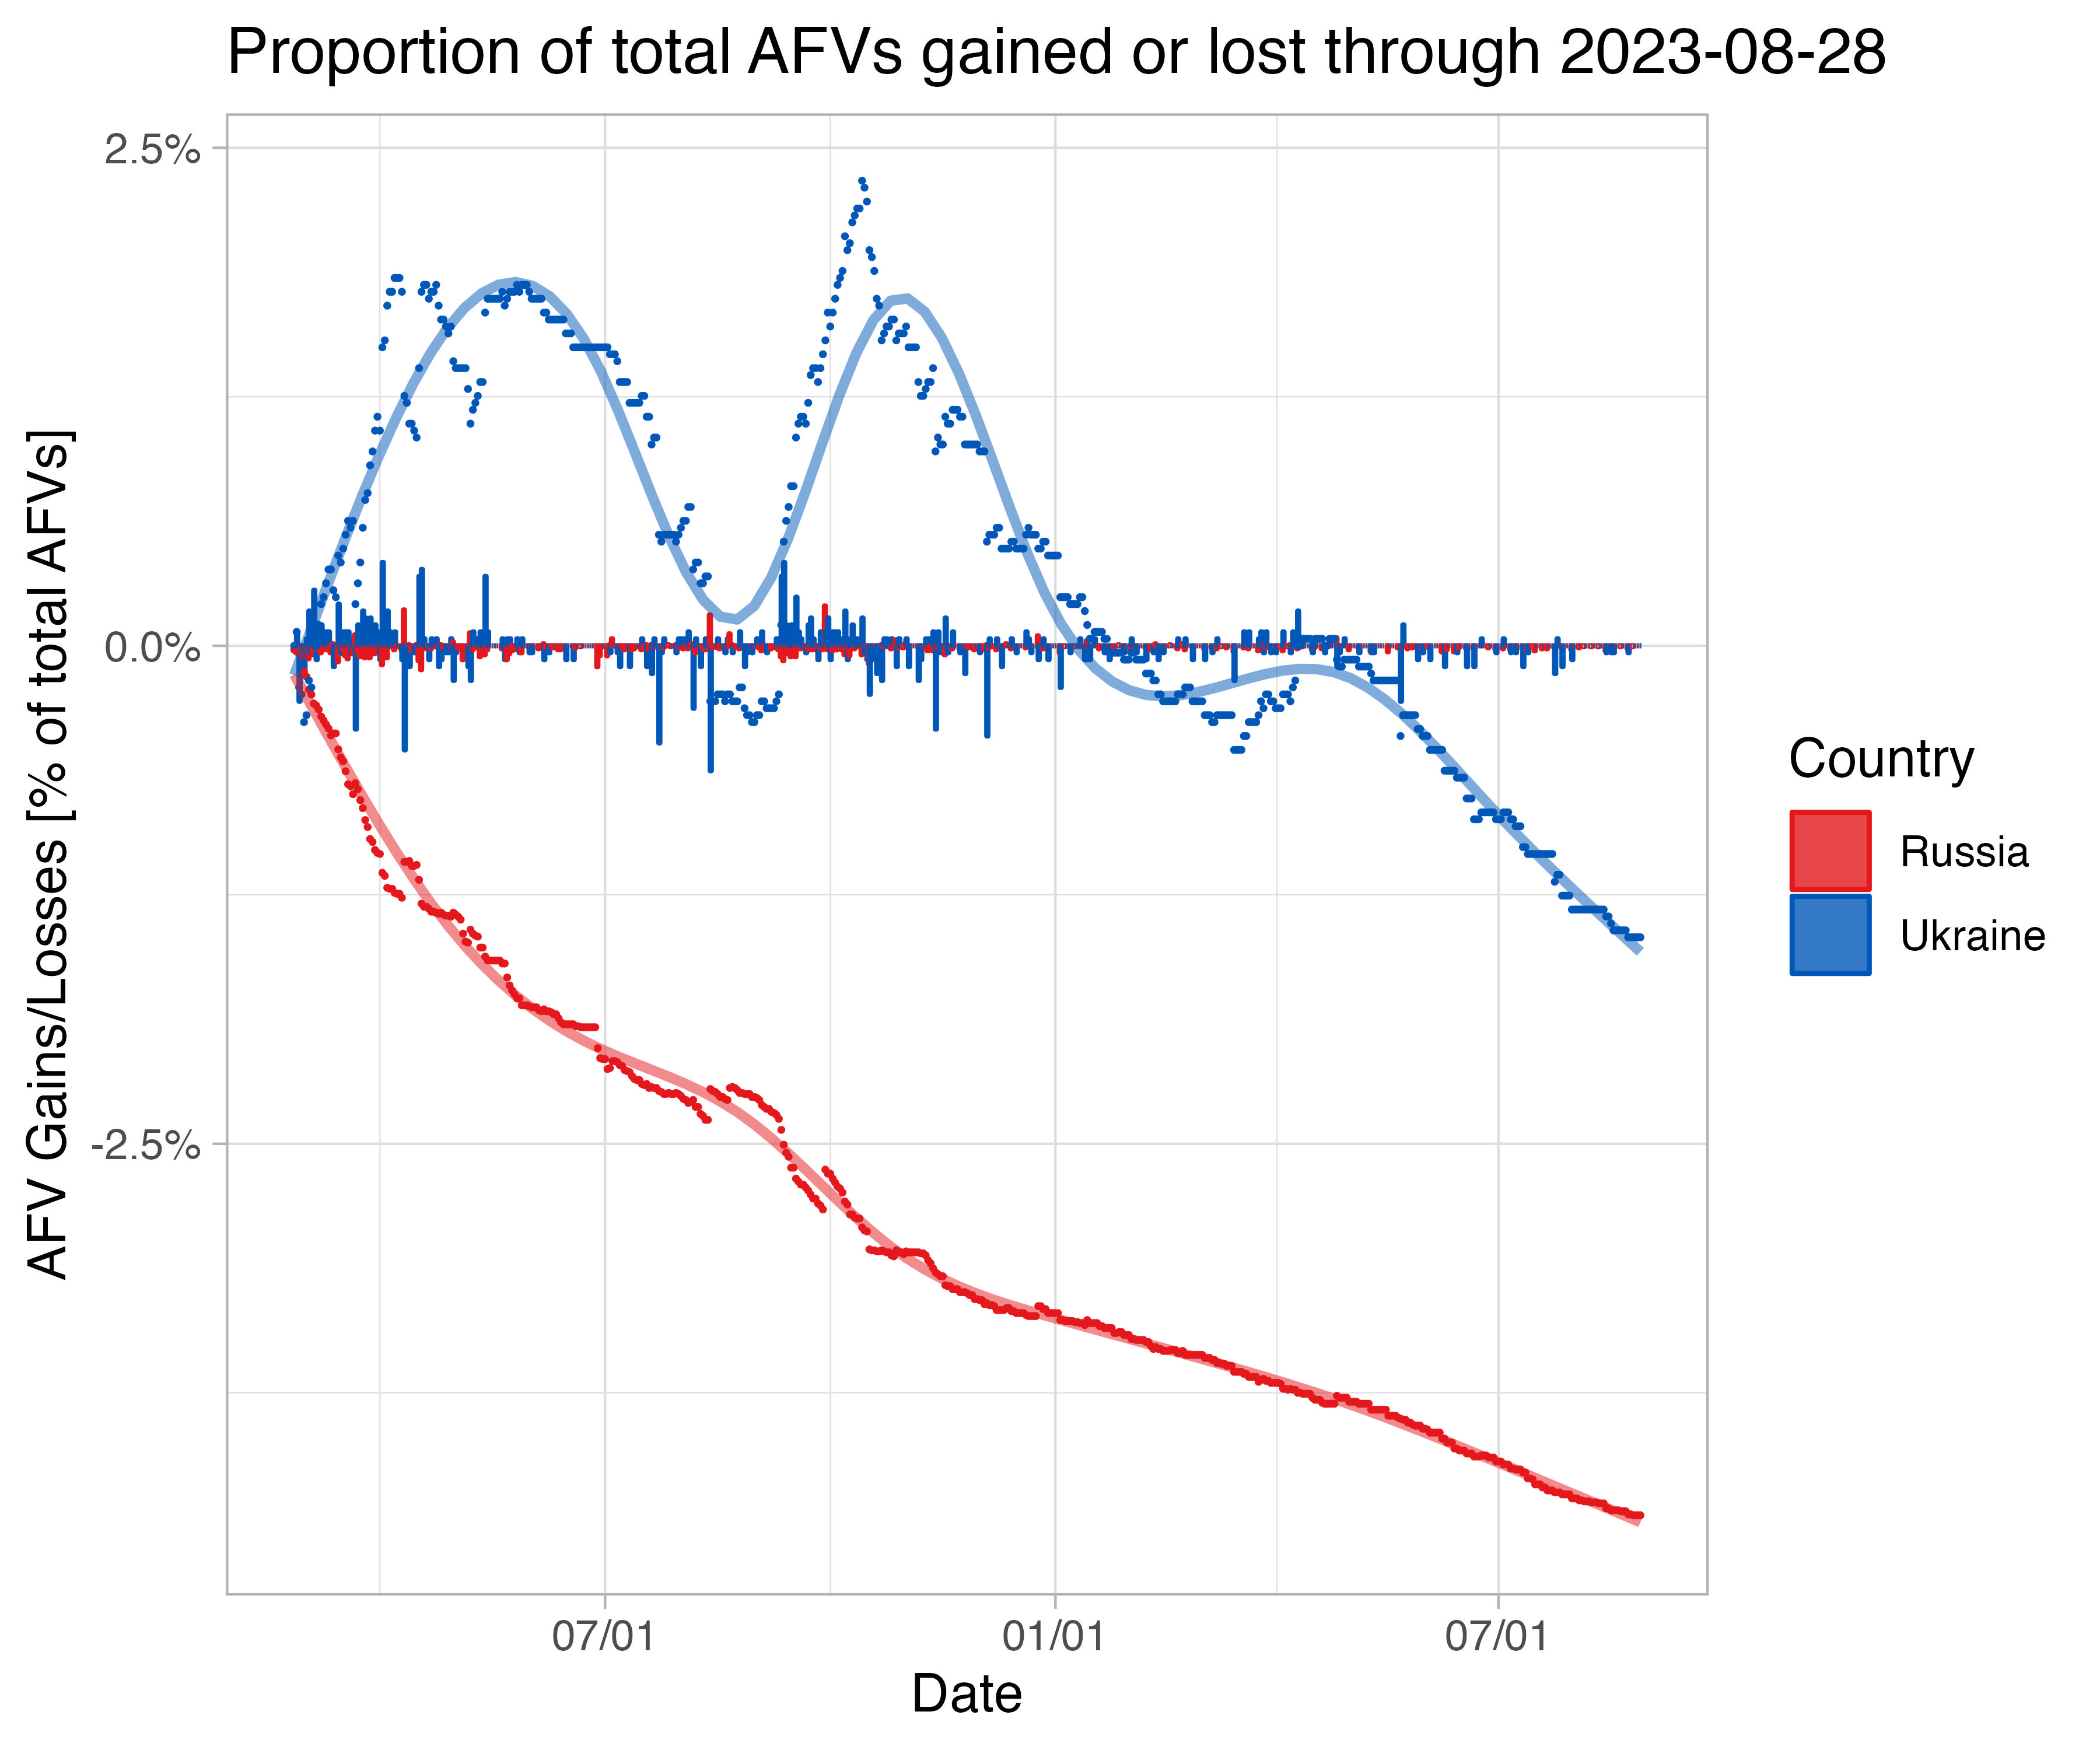 Proportion of total AFVs gained or lost through 2023-08-28
AFV Gains/Losses [% of total AFVs]
2.5%
0.0%
-2.5%
07/01
01/01
07/01
Date
Country
Russia
Ukraine